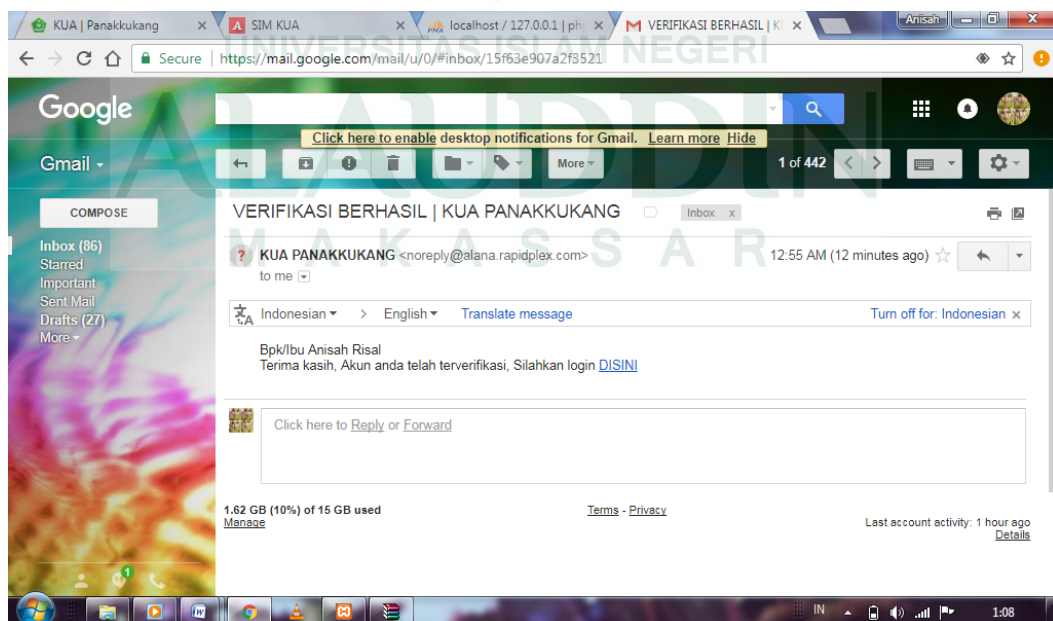 KUA | Panakkukang
SIM KUA
localhost / 127.0.0.1 | ph
VERIFIKASI BERHASIL | K
Anisah
UNIVERSITAS ISLAM NEGERI
Secure
https://mail.google.com/mail/u/0/#inbox/15f63e907a2f3521
Google
ALAUDDIN
Click here to enable desktop notifications for Gmail. Learn more Hide
Gmail
More
1 of 442
COMPOSE
VERIFIKASI BERHASIL | KUA PANAKKUKANG
Inbox x
Inbox (86)
Starred
Important
Sent Mail
Drafts (27)
More
MAKASSAR
KUA PANAKKUKANG <noreply@alana.rapidplex.com>
12:55 AM (12 minutes ago)
to me
Indonesian > English Translate message
Turn off for: Indonesian x
Bpk/Ibu Anisah Risal
Terima kasih, Akun anda telah terverifikasi, Silahkan login DISINI
Click here to Reply or Forward
1.62 GB (10%) of 15 GB used
Manage
Terms - Privacy
Last account activity: 1 hour ago
Details
1
IN
1:08